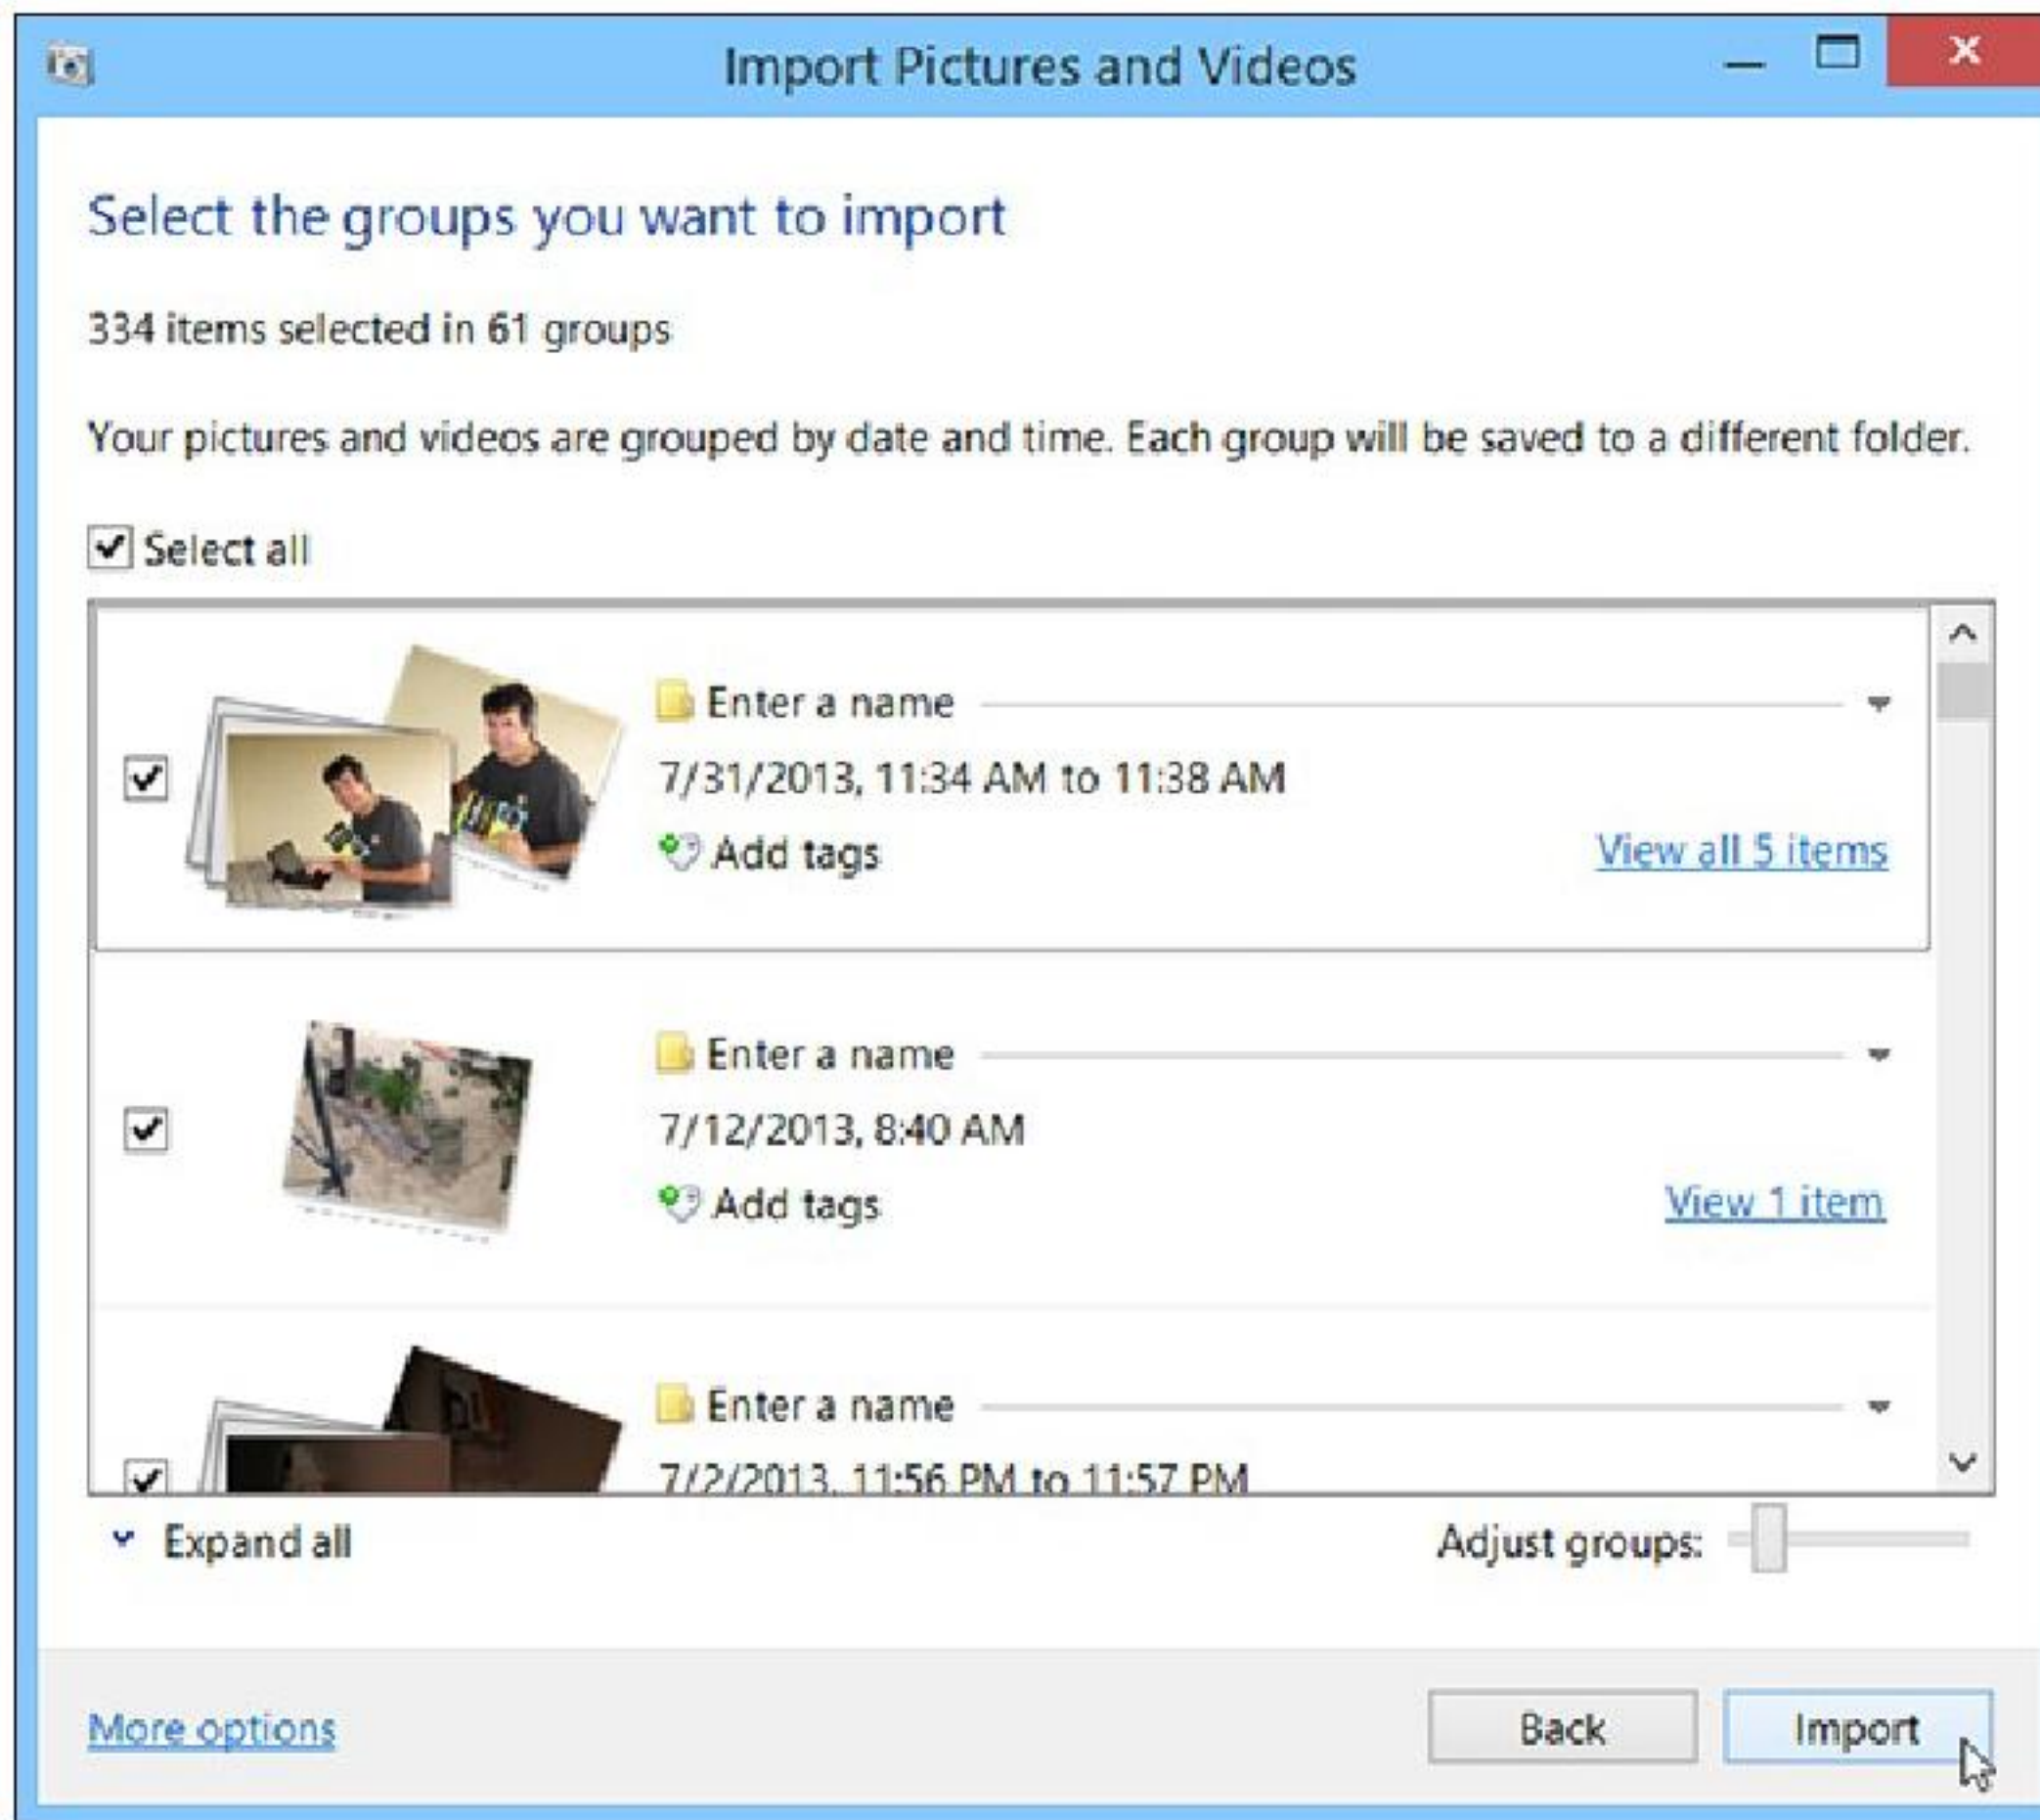 Import Pictures and Videos
Select the groups you want to import
334 items selected in 61 groups
Your pictures and videos are grouped by date and time. Each group will be saved to a different folder.
Select all
Enter a name
7/31/2013, 11:34 AM to 11:38 AM
Add tags
View all 5 items
Enter a name
7/12/2013, 8:40 AM
Add tags
View 1 item
Enter a name
7/2/2013, 11:56 PM to 11:57 PM
Expand all
Adjust groups:
More options
Back
Import